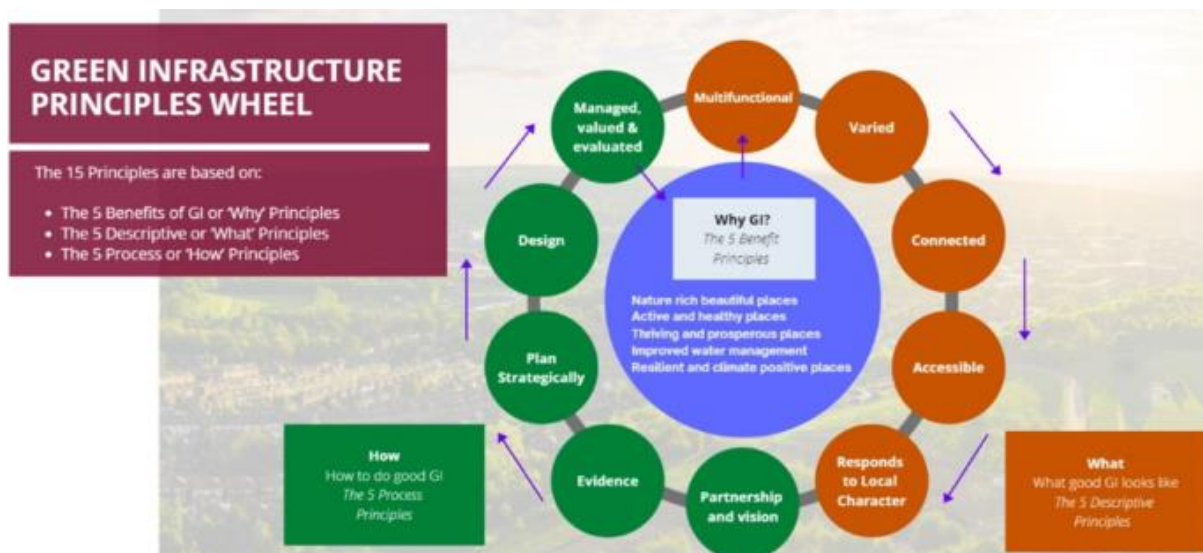 GREEN INFRASTRUCTURE
PRINCIPLES WHEEL
The 15 Principles are based on:
• The 5 Benefits of GI or 'Why' Principles
• The 5 Descriptive or 'What' Principles
• The 5 Process or 'How' Principles
Multifunctional
Varied
Connected
Accessible
Responds
to Local
Character
Partnership
and vision
Evidence
Plan
Strategically
Design
Managed,
valued &
evaluated
Why GI?
The 5 Benefit
Principles
Nature rich beautiful places
Active and healthy places
Thriving and prosperous places
Improved water management
Resilient and climate positive places
How
How to do good GI
The 5 Process
Principles
What
What good GI looks like
The 5 Descriptive
Principles